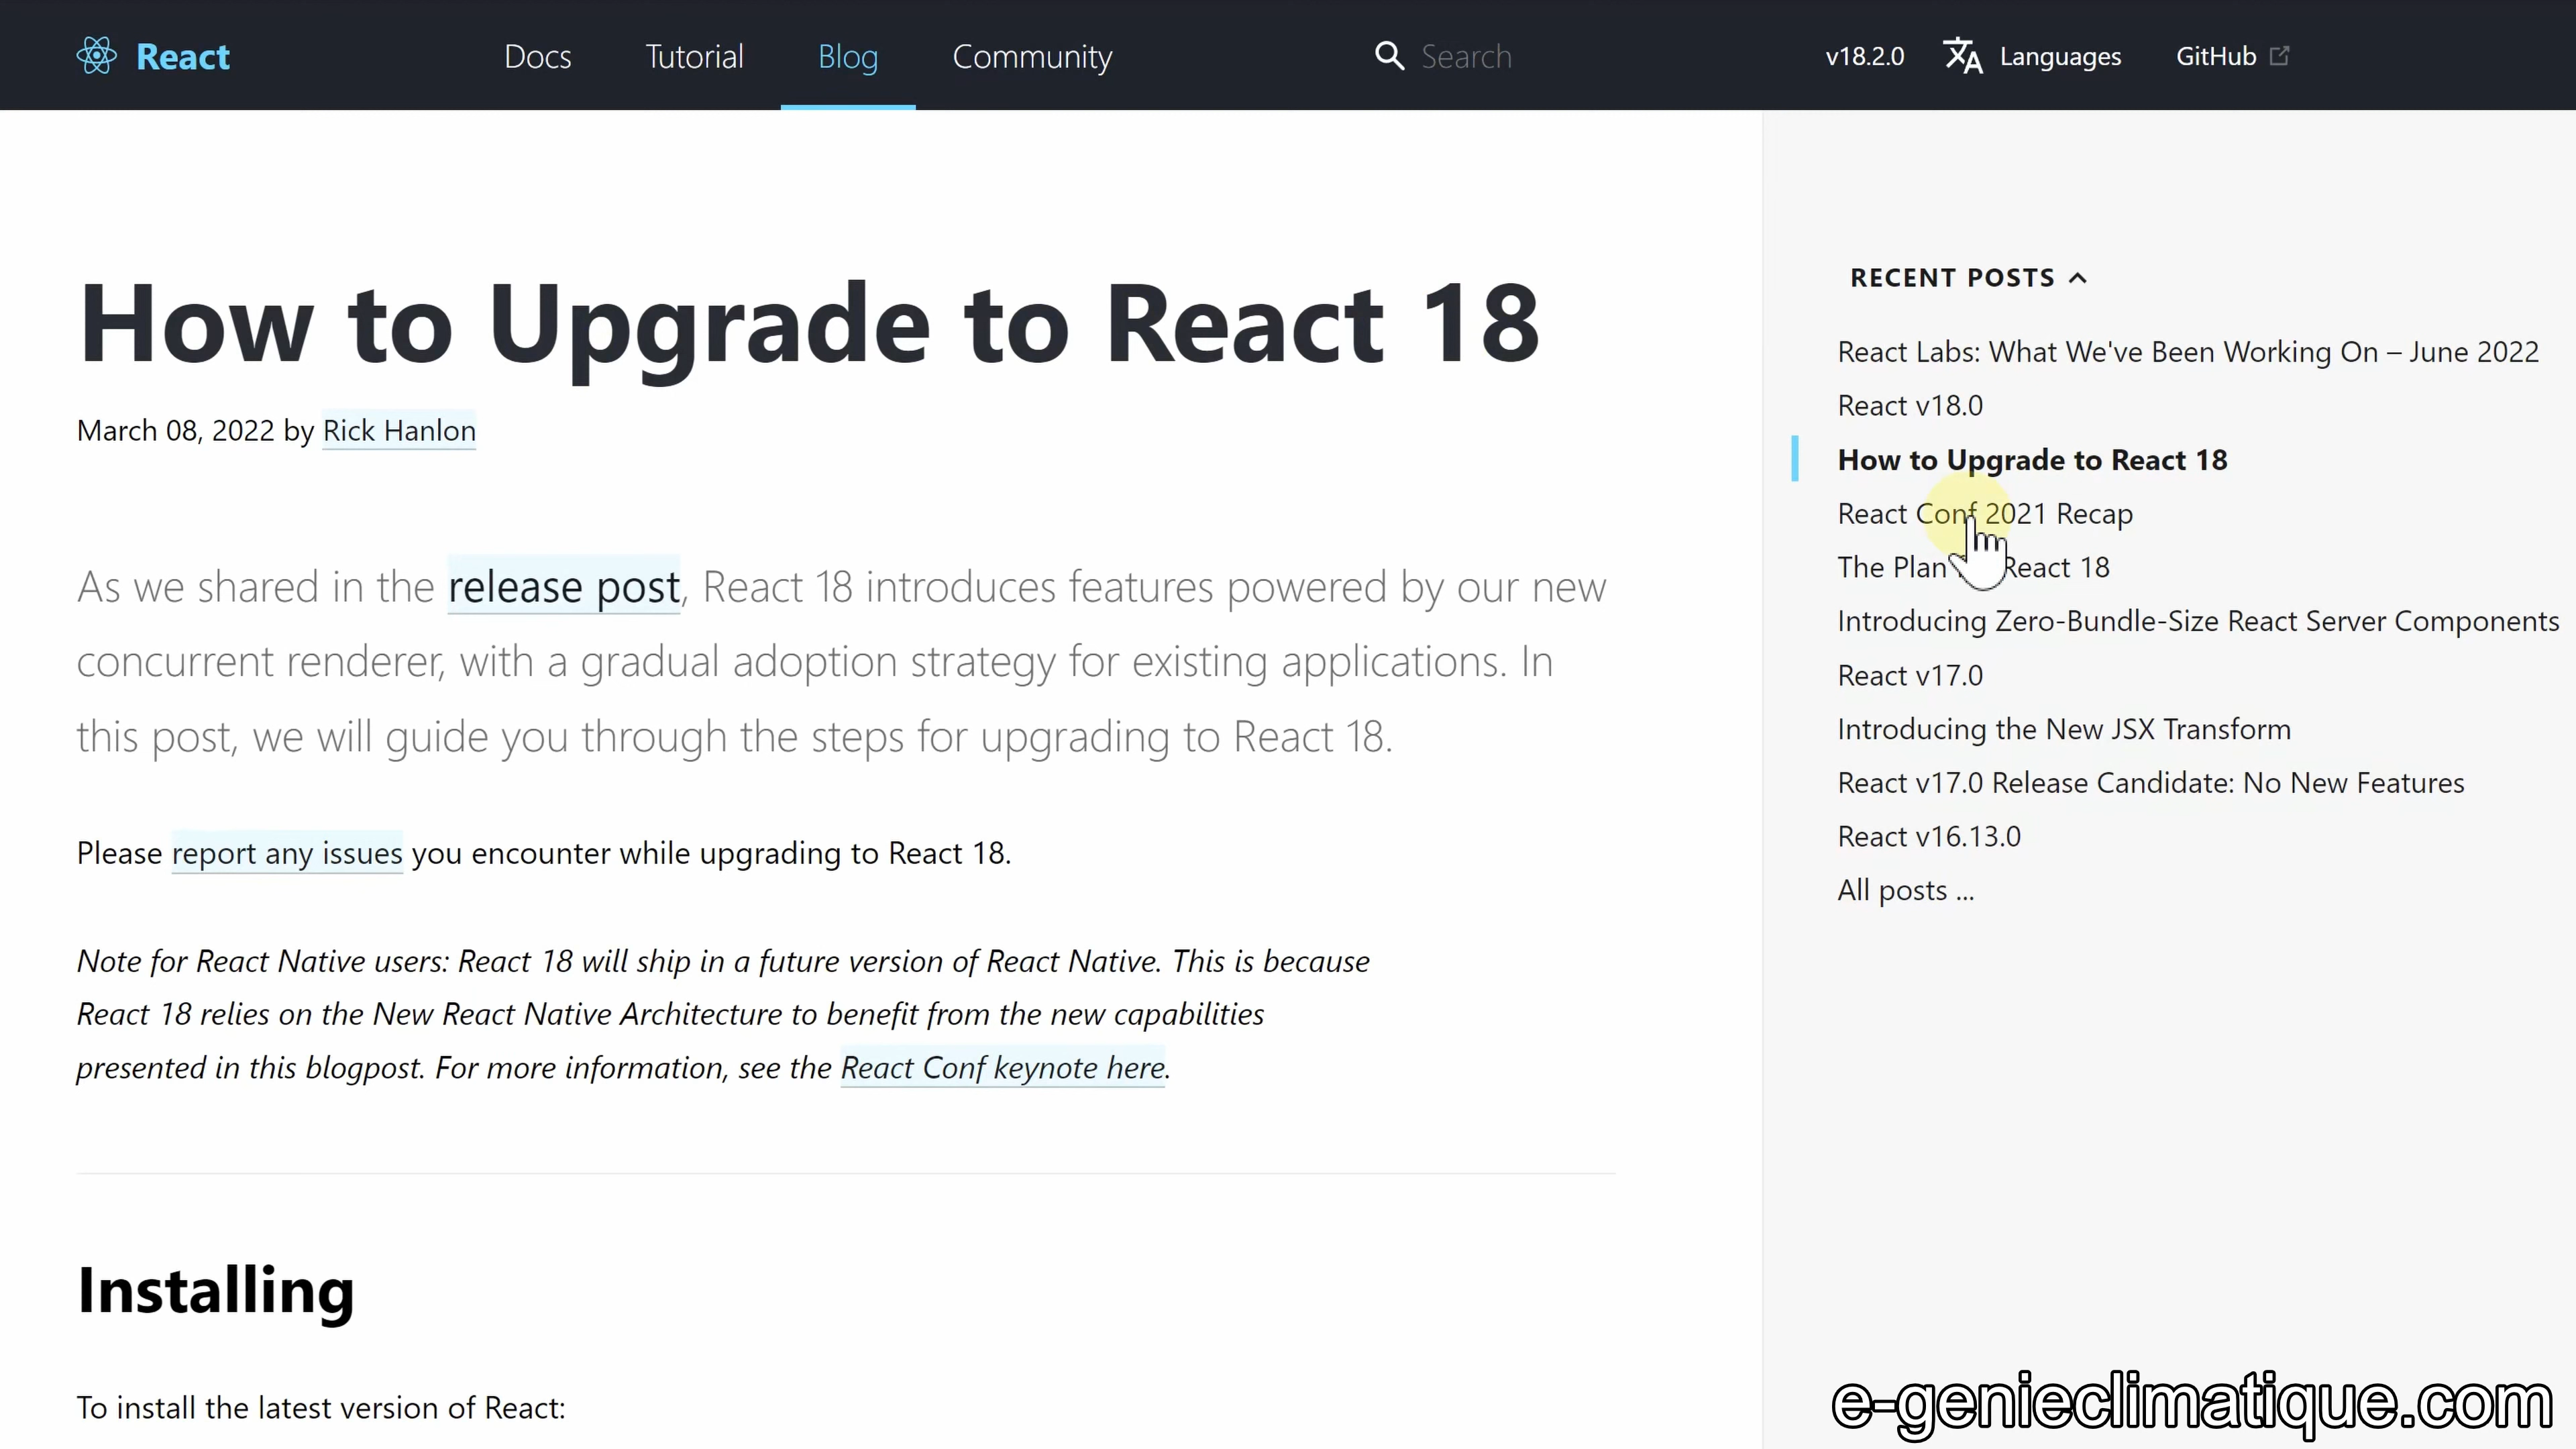 React
Docs
Tutorial
Blog
Community
Search
v18.2.0
Languages
GitHub
How to Upgrade to React 18
March 08, 2022 by Rick Hanlon
As we shared in the release post, React 18 introduces features powered by our new
concurrent renderer, with a gradual adoption strategy for existing applications. In
this post, we will guide you through the steps for upgrading to React 18.
Please report any issues you encounter while upgrading to React 18.
Note for React Native users: React 18 will ship in a future version of React Native. This is because
React 18 relies on the New React Native Architecture to benefit from the new capabilities
presented in this blogpost. For more information, see the React Conf keynote here.
Installing
To install the latest version of React:
RECENT POSTS
React Labs: What We've Been Working On – June 2022
React v18.0
How to Upgrade to React 18
React Conf 2021 Recap
The Plan React 18
Introducing Zero-Bundle-Size React Server Components
React v17.0
Introducing the New JSX Transform
React v17.0 Release Candidate: No New Features
React v16.13.0
All posts ...
e-genieclimatique.com